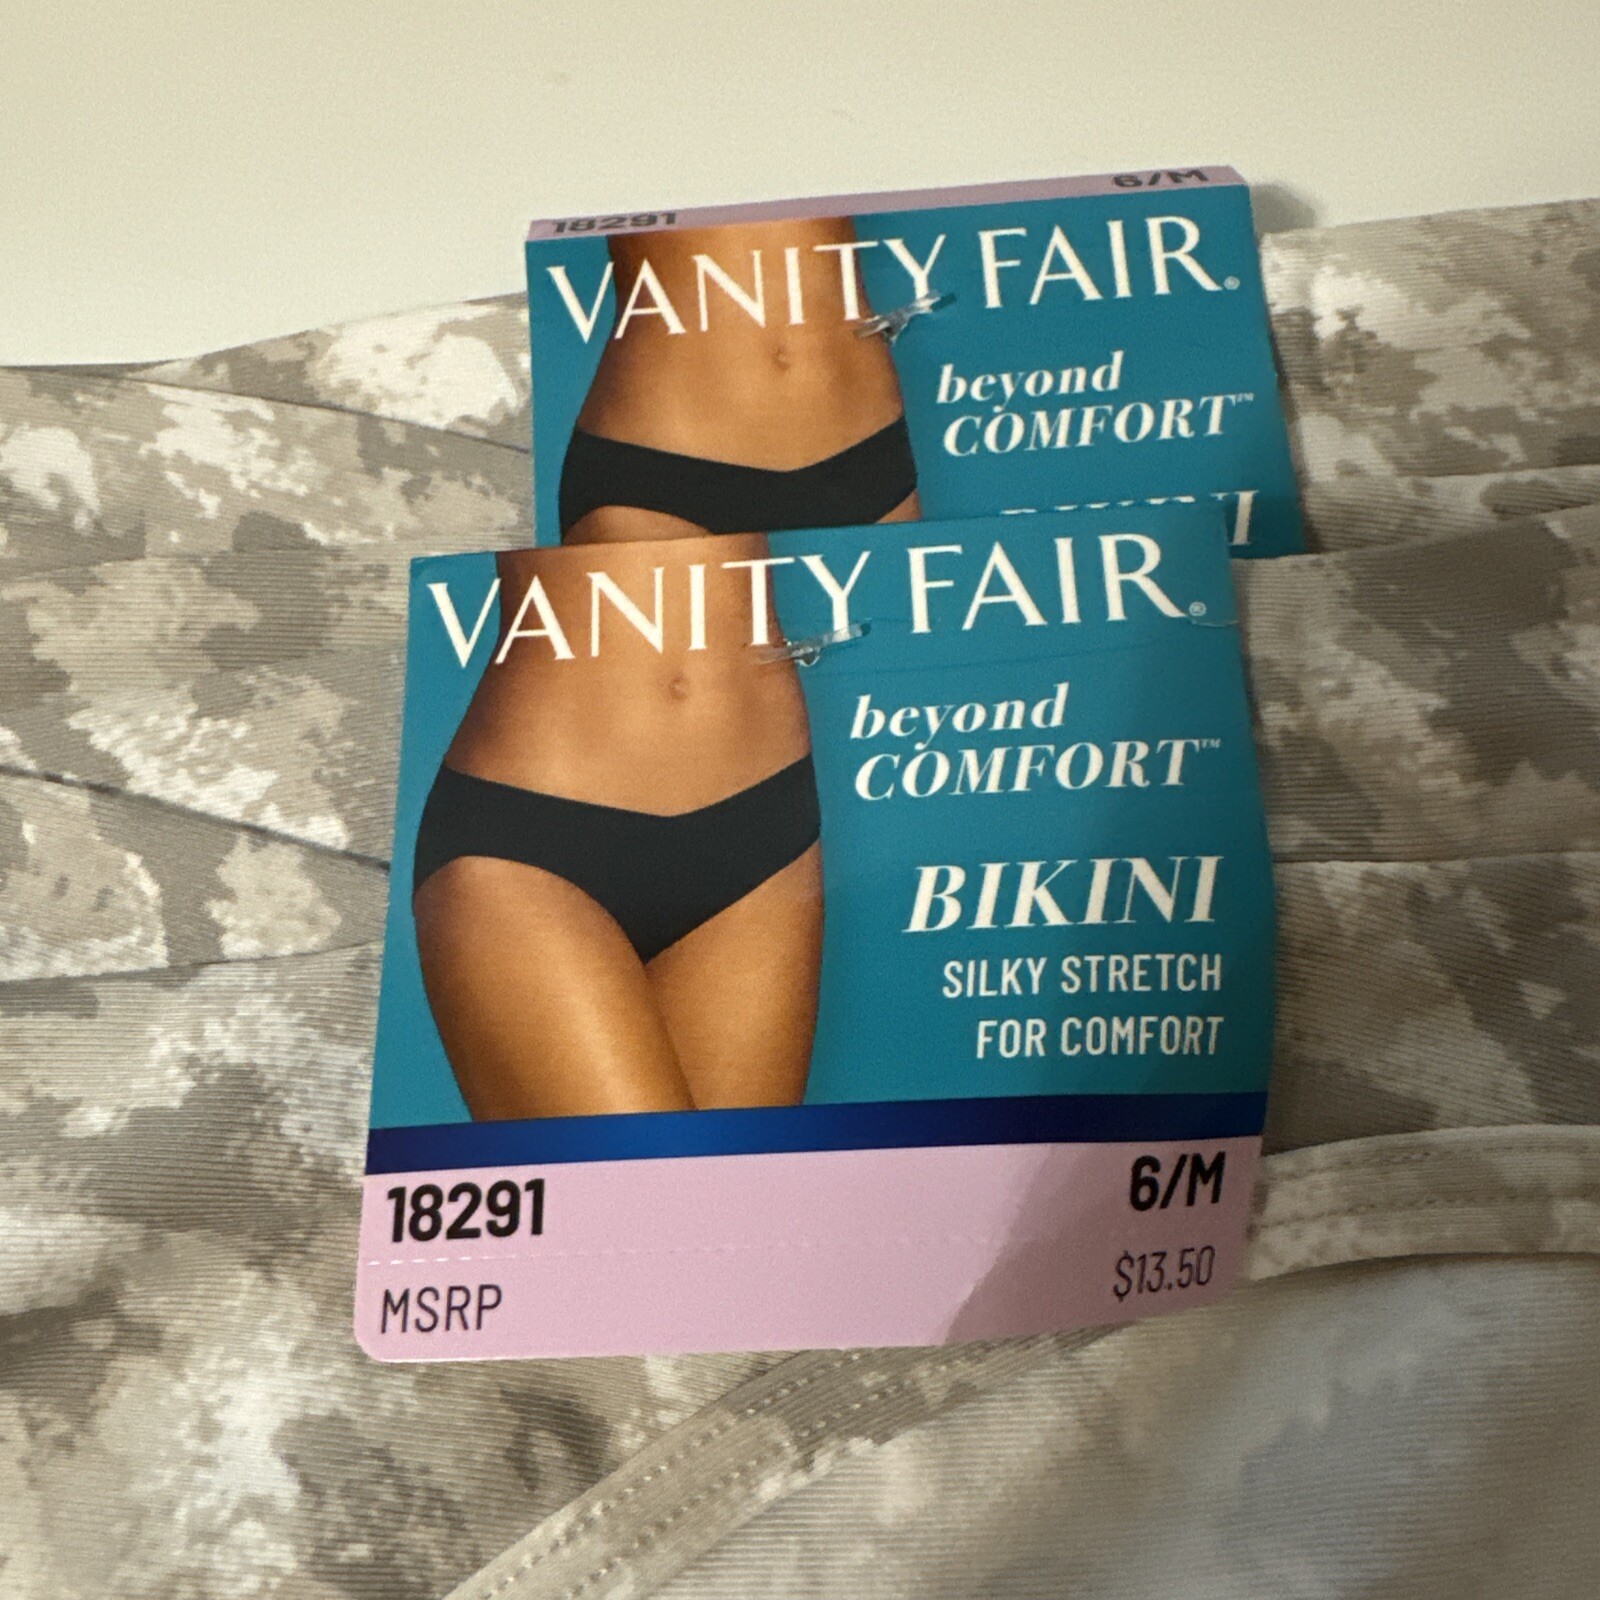 18291 6/M
VANITY FAIR®
beyond
COMFORT™
BIKINI
VANITY FAIR®
beyond
COMFORT™
BIKINI
SILKY STRETCH
FOR COMFORT
18291 6/M
MSRP $13.50